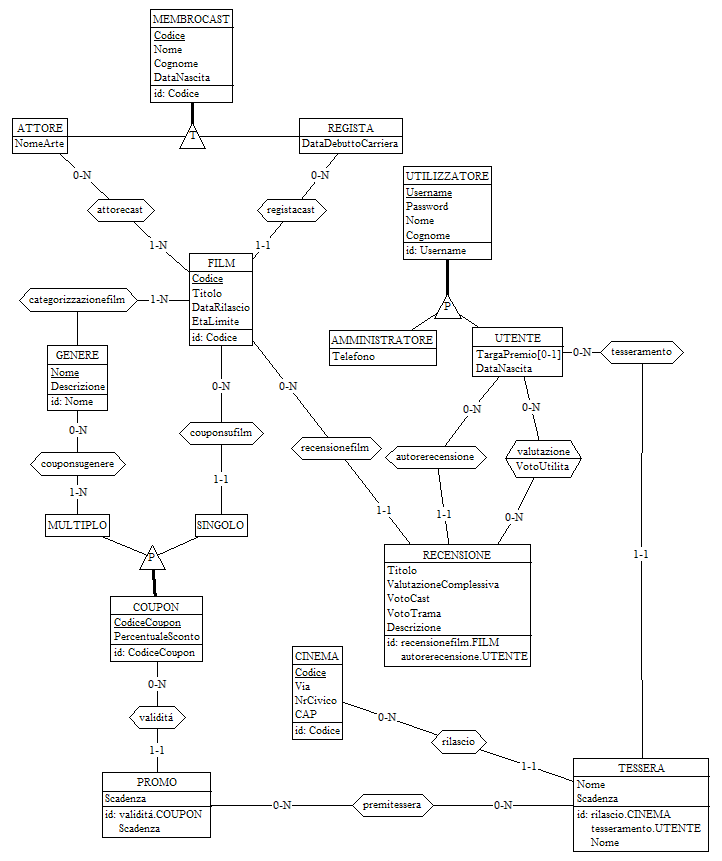 MEMBROCAST
Codice
Nome
Cognome
DataNascita
id: Codice
ATTORE
NomeArte
T
REGISTA
DataDebuttoCarriera
0-N
0-N
attorecast
registacast
1-N
1-1
UTILIZZATORE
Username
Password
Nome
Cognome
id: Username
P
FILM
Codice
Titolo
DataRilascio
EtaLimite
id: Codice
categorizzazionefilm
1-N
AMMINISTRATORE
Telefono
UTENTE
TargaPremio[0-1]
DataNascita
0-N
tesseramento
GENERE
Nome
Descrizione
id: Nome
0-N
0-N
0-N
0-N
0-N
couponsufilm
recensionefilm
autorerecensione
valutazione
VotoUtilita
couponsugenere
1-N
1-1
1-1
1-1
0-N
MULTIPLO
SINGOLO
P
1-1
RECENSIONE
Titolo
ValutazioneComplessiva
VotoCast
VotoTrama
Descrizione
id: recensionefilm.FILM
autorerecensione.UTENTE
COUPON
CodiceCoupon
PercentualeSconto
id: CodiceCoupon
CINEMA
Codice
Via
NrCivico
CAP
id: Codice
0-N
validitá
1-1
0-N
rilascio
1-1
PROMO
Scadenza
id: validitá.COUPON
Scadenza
0-N
premitessera
0-N
TESSERA
Nome
Scadenza
id: rilascio.CINEMA
tesseramento.UTENTE
Nome